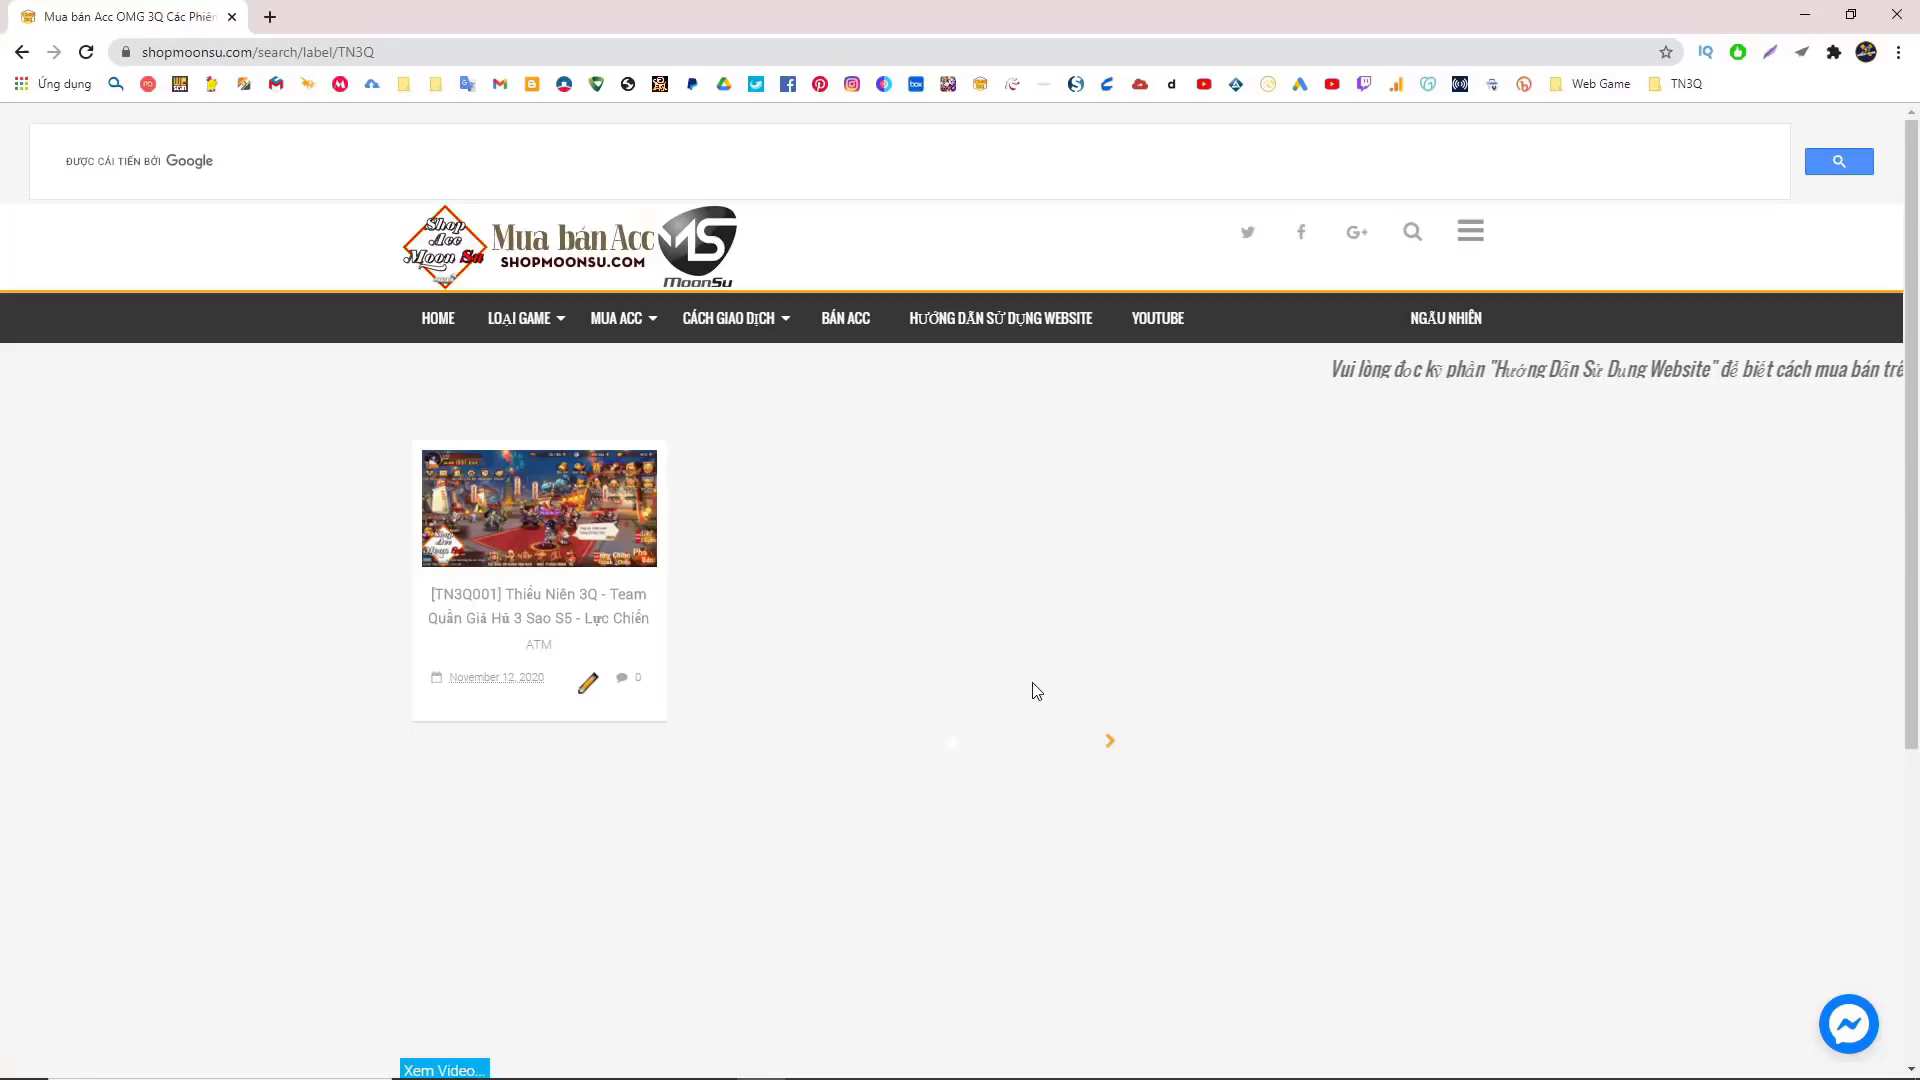 Mua bán Acc OMG 3Q Các Phiên
shopmoonsu.com/search/label/TN3Q
Ứng dụng
Web Game
TN3Q
ĐƯỢC CẢI TIẾN BỞI Google
Shop
Acc
Moon Su
Mua bán Acc
SHOPMOONSU.COM
MS
MoonSu
HOME
LOẠI GAME
MUA ACC
CÁCH GIAO DỊCH
BÁN ACC
HƯỚNG DẪN SỬ DỤNG WEBSITE
YOUTUBE
NGẪU NHIÊN
Vui lòng đọc kỹ phần "Hướng Dẫn Sử Dụng Website" để biết cách mua bán trê
[TN3Q001] Thiếu Niên 3Q - Team
Quần Giả Hủ 3 Sao S5 - Lực Chiến
ATM
November 12, 2020
0
Xem Video...